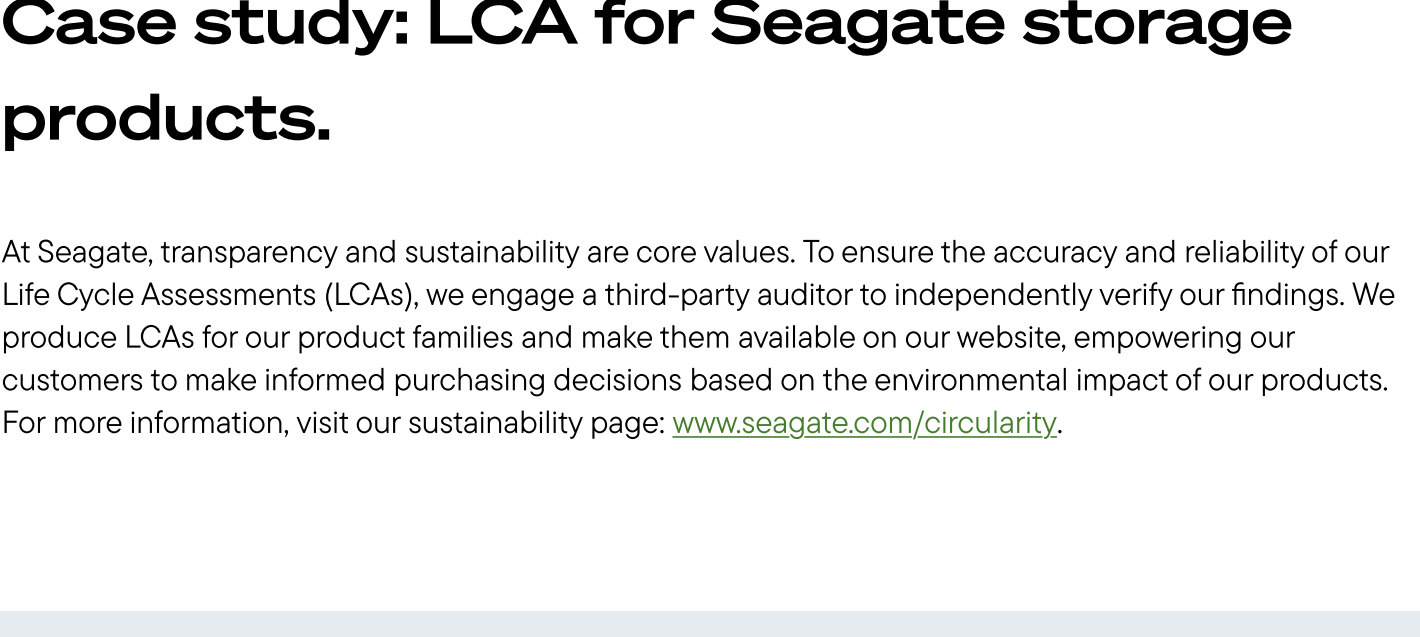 Case study: LCA for Seagate storage
products.
At Seagate, transparency and sustainability are core values. To ensure the accuracy and reliability of our
Life Cycle Assessments (LCAs), we engage a third-party auditor to independently verify our findings. We
produce LCAs for our product families and make them available on our website, empowering our
customers to make informed purchasing decisions based on the environmental impact of our products.
For more information, visit our sustainability page: www.seagate.com/circularity.